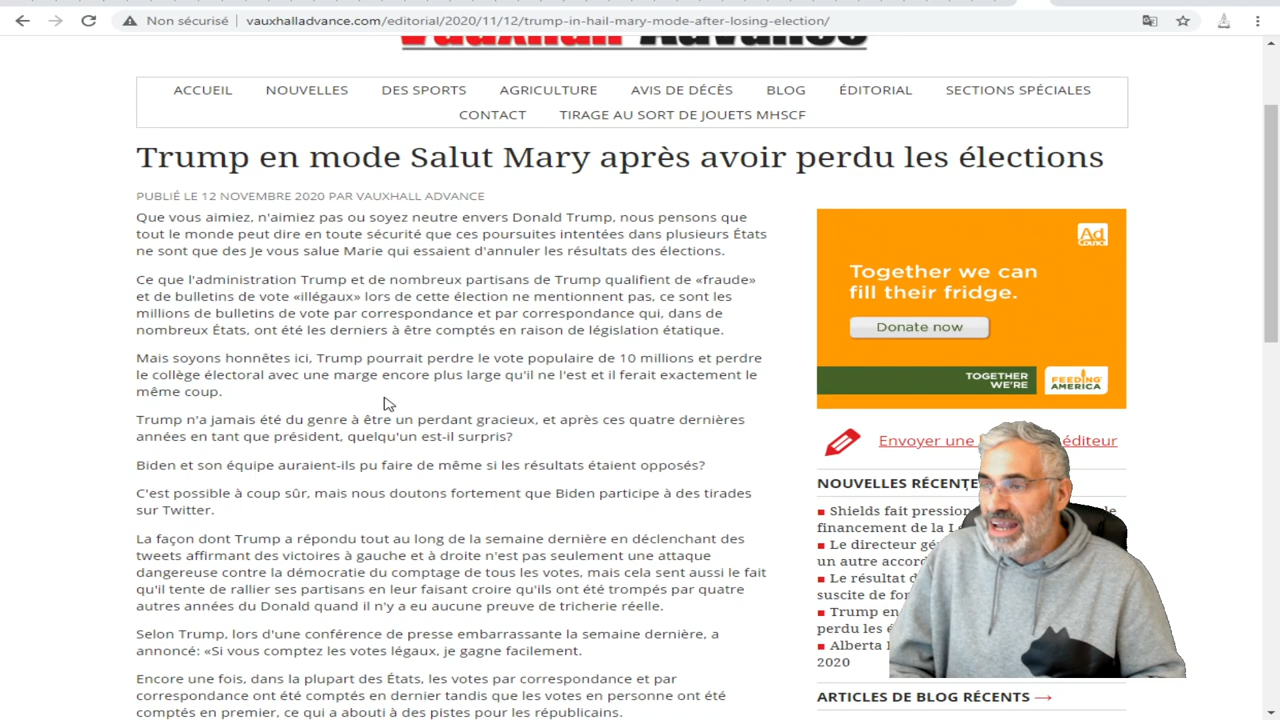 Non sécurisé | vauxhalladvance.com/editorial/2020/11/12/trump-in-hail-mary-mode-after-losing-election/
Vauxhall Advance
ACCUEIL NOUVELLES DES SPORTS AGRICULTURE AVIS DE DÉCÈS BLOG ÉDITORIAL SECTIONS SPÉCIALES
CONTACT TIRAGE AU SORT DE JOUETS MHSCF
Trump en mode Salut Mary après avoir perdu les élections
PUBLIÉ LE 12 NOVEMBRE 2020 PAR VAUXHALL ADVANCE
Que vous aimiez, n'aimiez pas ou soyez neutre envers Donald Trump, nous pensons que
tout le monde peut dire en toute sécurité que ces poursuites intentées dans plusieurs États
ne sont que des Je vous salue Marie qui essaient d'annuler les résultats des élections.
Ce que l'administration Trump et de nombreux partisans de Trump qualifient de «fraude»
et de bulletins de vote «illégaux» lors de cette élection ne mentionnent pas, ce sont les
millions de bulletins de vote par correspondance et par correspondance qui, dans de
nombreux États, ont été les derniers à être comptés en raison de législation étatique.
Mais soyons honnêtes ici, Trump pourrait perdre le vote populaire de 10 millions et perdre
le collège électoral avec une marge encore plus large qu'il ne l'est et il ferait exactement le
même coup.
Trump n'a jamais été du genre à être un perdant gracieux, et après ces quatre dernières
années en tant que président, quelqu'un est-il surpris?
Biden et son équipe auraient-ils pu faire de même si les résultats étaient opposés?
C'est possible à coup sûr, mais nous doutons fortement que Biden participe à des tirades
sur Twitter.
La façon dont Trump a répondu tout au long de la semaine dernière en déclenchant des
tweets affirmant des victoires à gauche et à droite n'est pas seulement une attaque
dangereuse contre la démocratie du comptage de tous les votes, mais cela sent aussi le fait
qu'il tente de rallier ses partisans en leur faisant croire qu'ils ont été trompés par quatre
autres années du Donald quand il n'y a eu aucune preuve de tricherie réelle.
Selon Trump, lors d'une conférence de presse embarrassante la semaine dernière, a
annoncé: «Si vous comptez les votes légaux, je gagne facilement.
Encore une fois, dans la plupart des États, les votes par correspondance et par
correspondance ont été comptés en dernier tandis que les votes en personne ont été
comptés en premier, ce qui a abouti à des pistes pour les républicains.
Ad
COUNCIL
Together we can
fill their fridge.
Donate now
TOGETHER
WE'RE
FEEDING
AMERICA
Envoyer une éditeur
NOUVELLES RÉCENTE
Shields fait pression le
financement de la
Le directeur
un autre accord
Le résultat
suscite de
Trump en
perdu les
Alberta
2020
ARTICLES DE BLOG RÉCENTS →